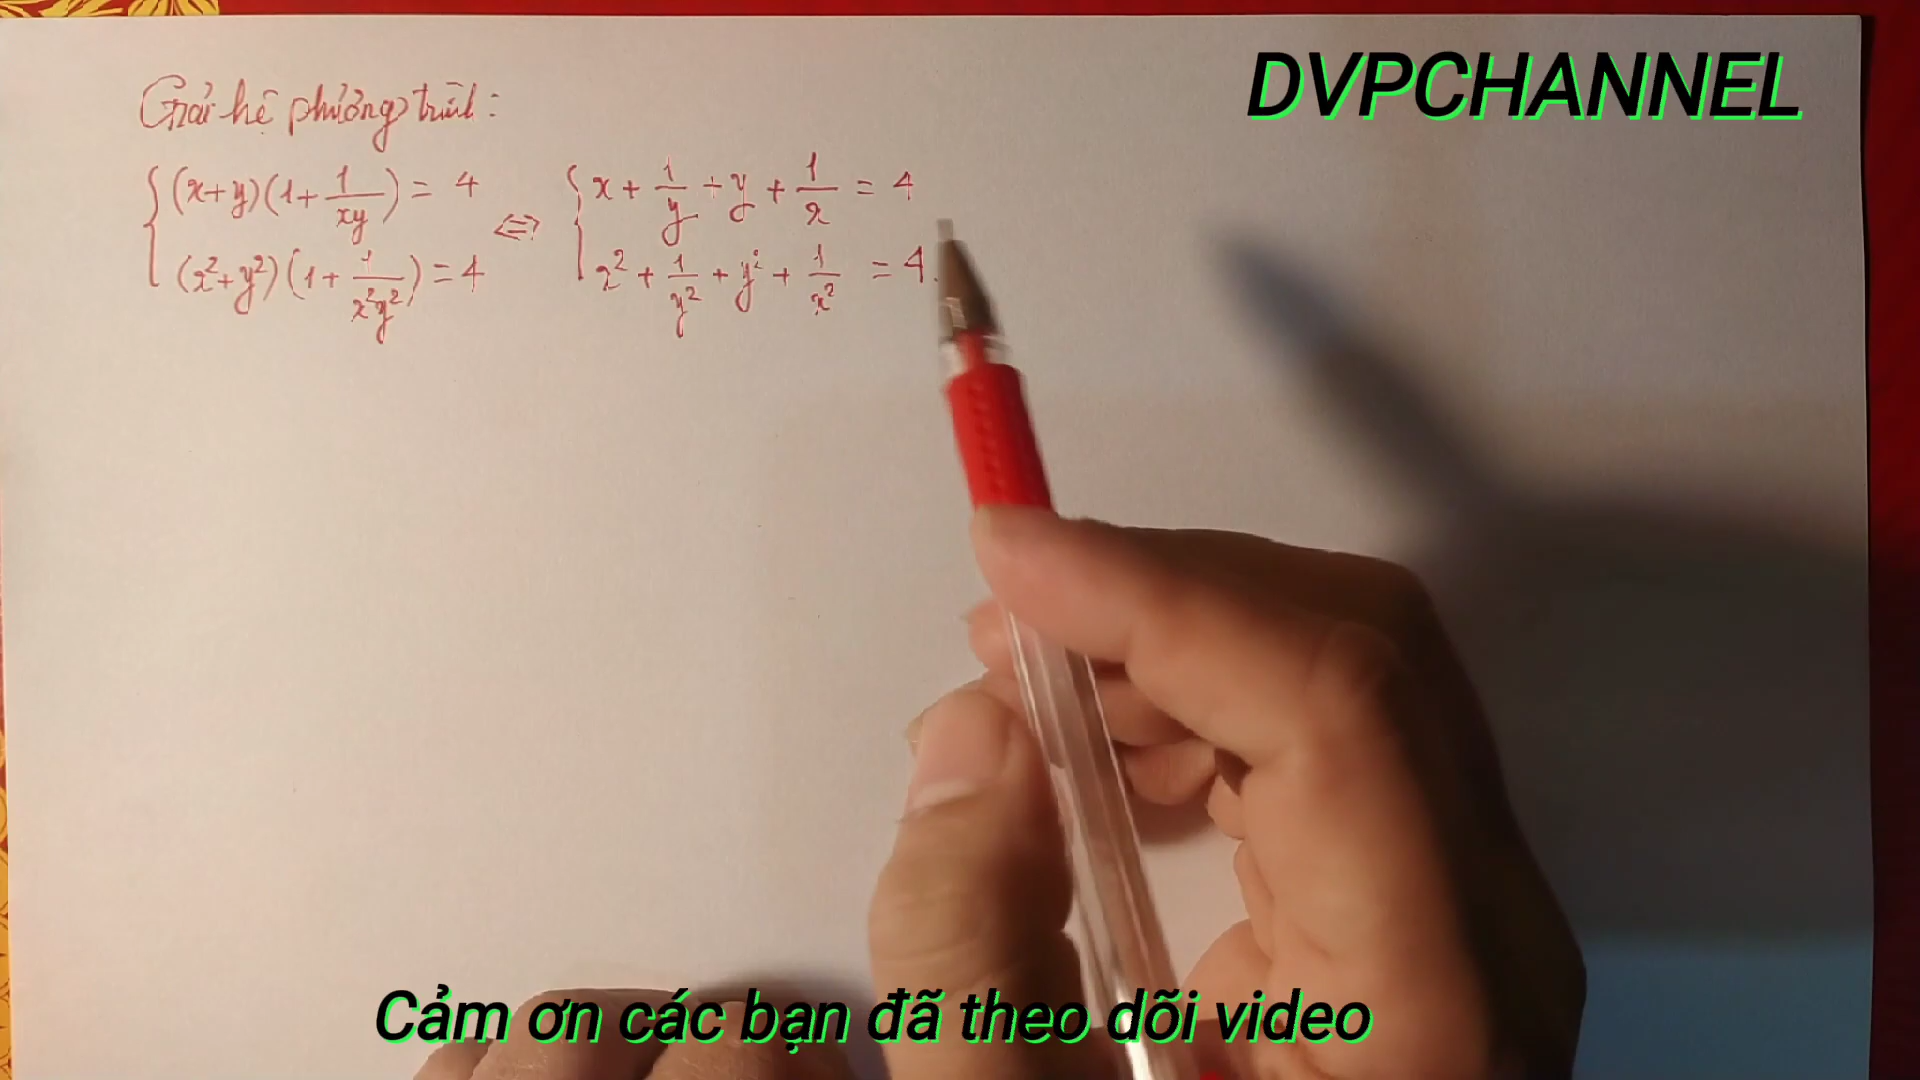 DVPCHANNEL
Giải hệ phương trình:
(x+y)(1+1/xy) = 4 ⇔ x + 1/y + y + 1/x = 4
(x²+y²)(1+1/x²y²) = 4 x² + 1/y² + y² + 1/x² = 4.
Cảm ơn các bạn đã theo dõi video